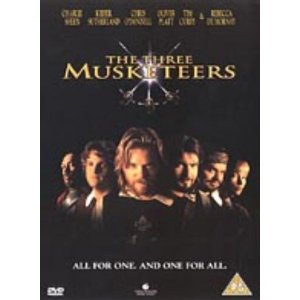 CHARLIE SHEEN KIEFER SUTHERLAND CHRIS O'DONNELL OLIVER PLATT TIM CURRY & REBECCA DE MORNAY
THE THREE
MUSKETEERS
ALL FOR ONE. AND ONE FOR ALL.
DVD
PG